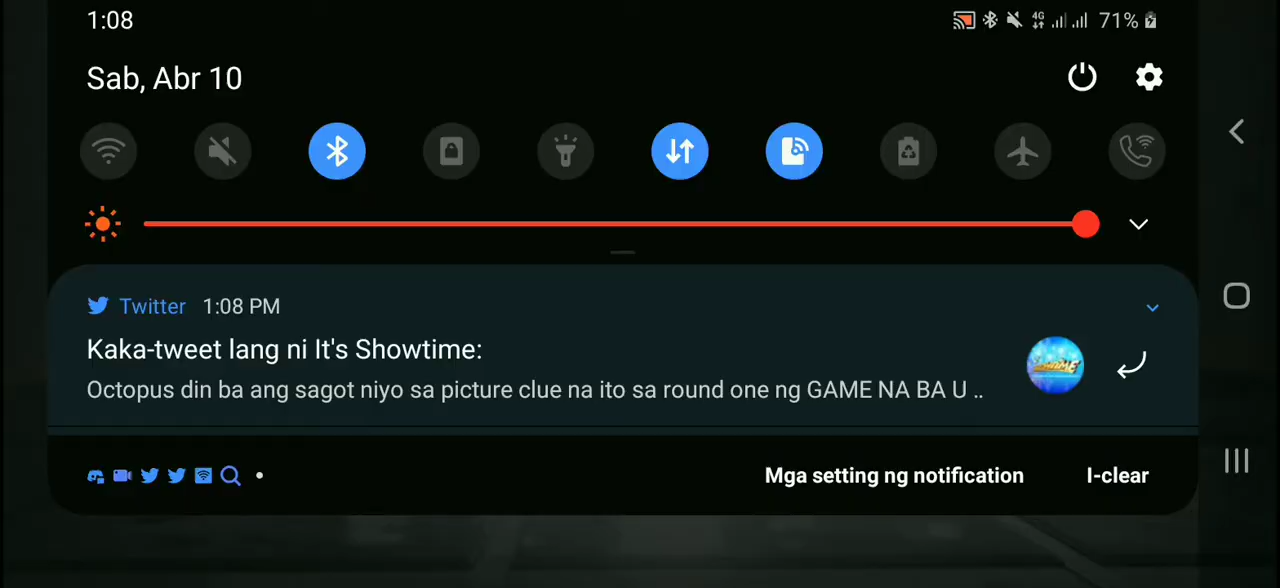 1:08
4G 71%
Sab, Abr 10
Twitter 1:08 PM
Kaka-tweet lang ni It's Showtime:
Octopus din ba ang sagot niyo sa picture clue na ito sa round one ng GAME NA BA U ..
Mga setting ng notification I-clear